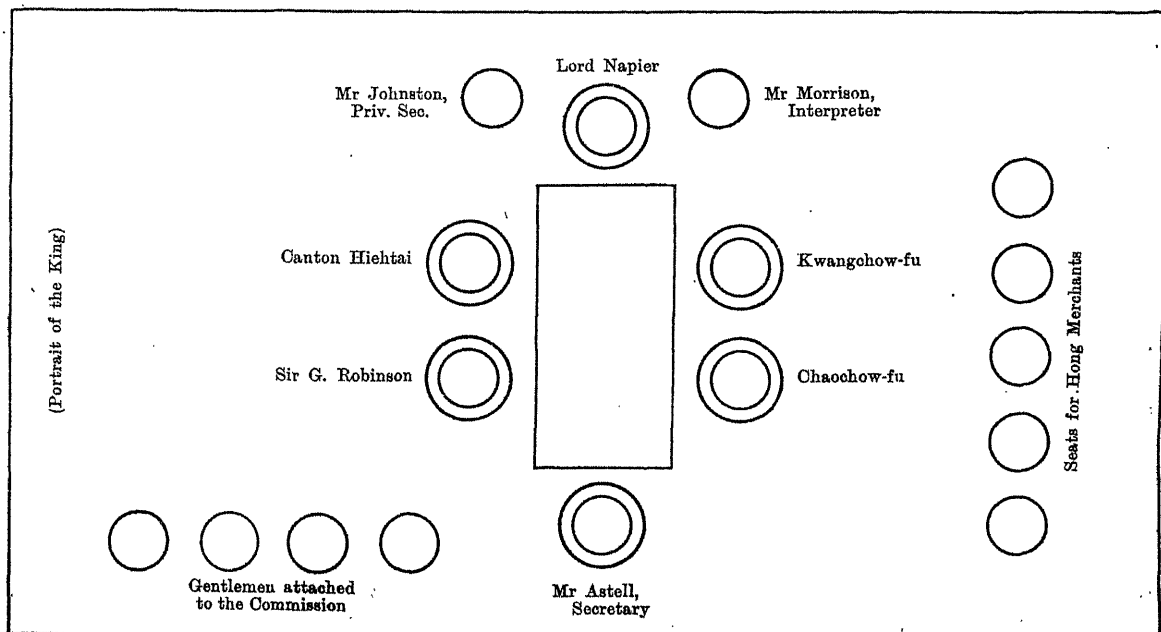 Lord Napier
Mr Johnston,
Priv. Sec.
Mr Morrison,
Interpreter
(Portrait of the King)
Canton Hiehtai
Kwangchow-fu
Sir G. Robinson
Chaochow-fu
Seats for Hong Merchants
Gentlemen attached
to the Commission
Mr Astell,
Secretary